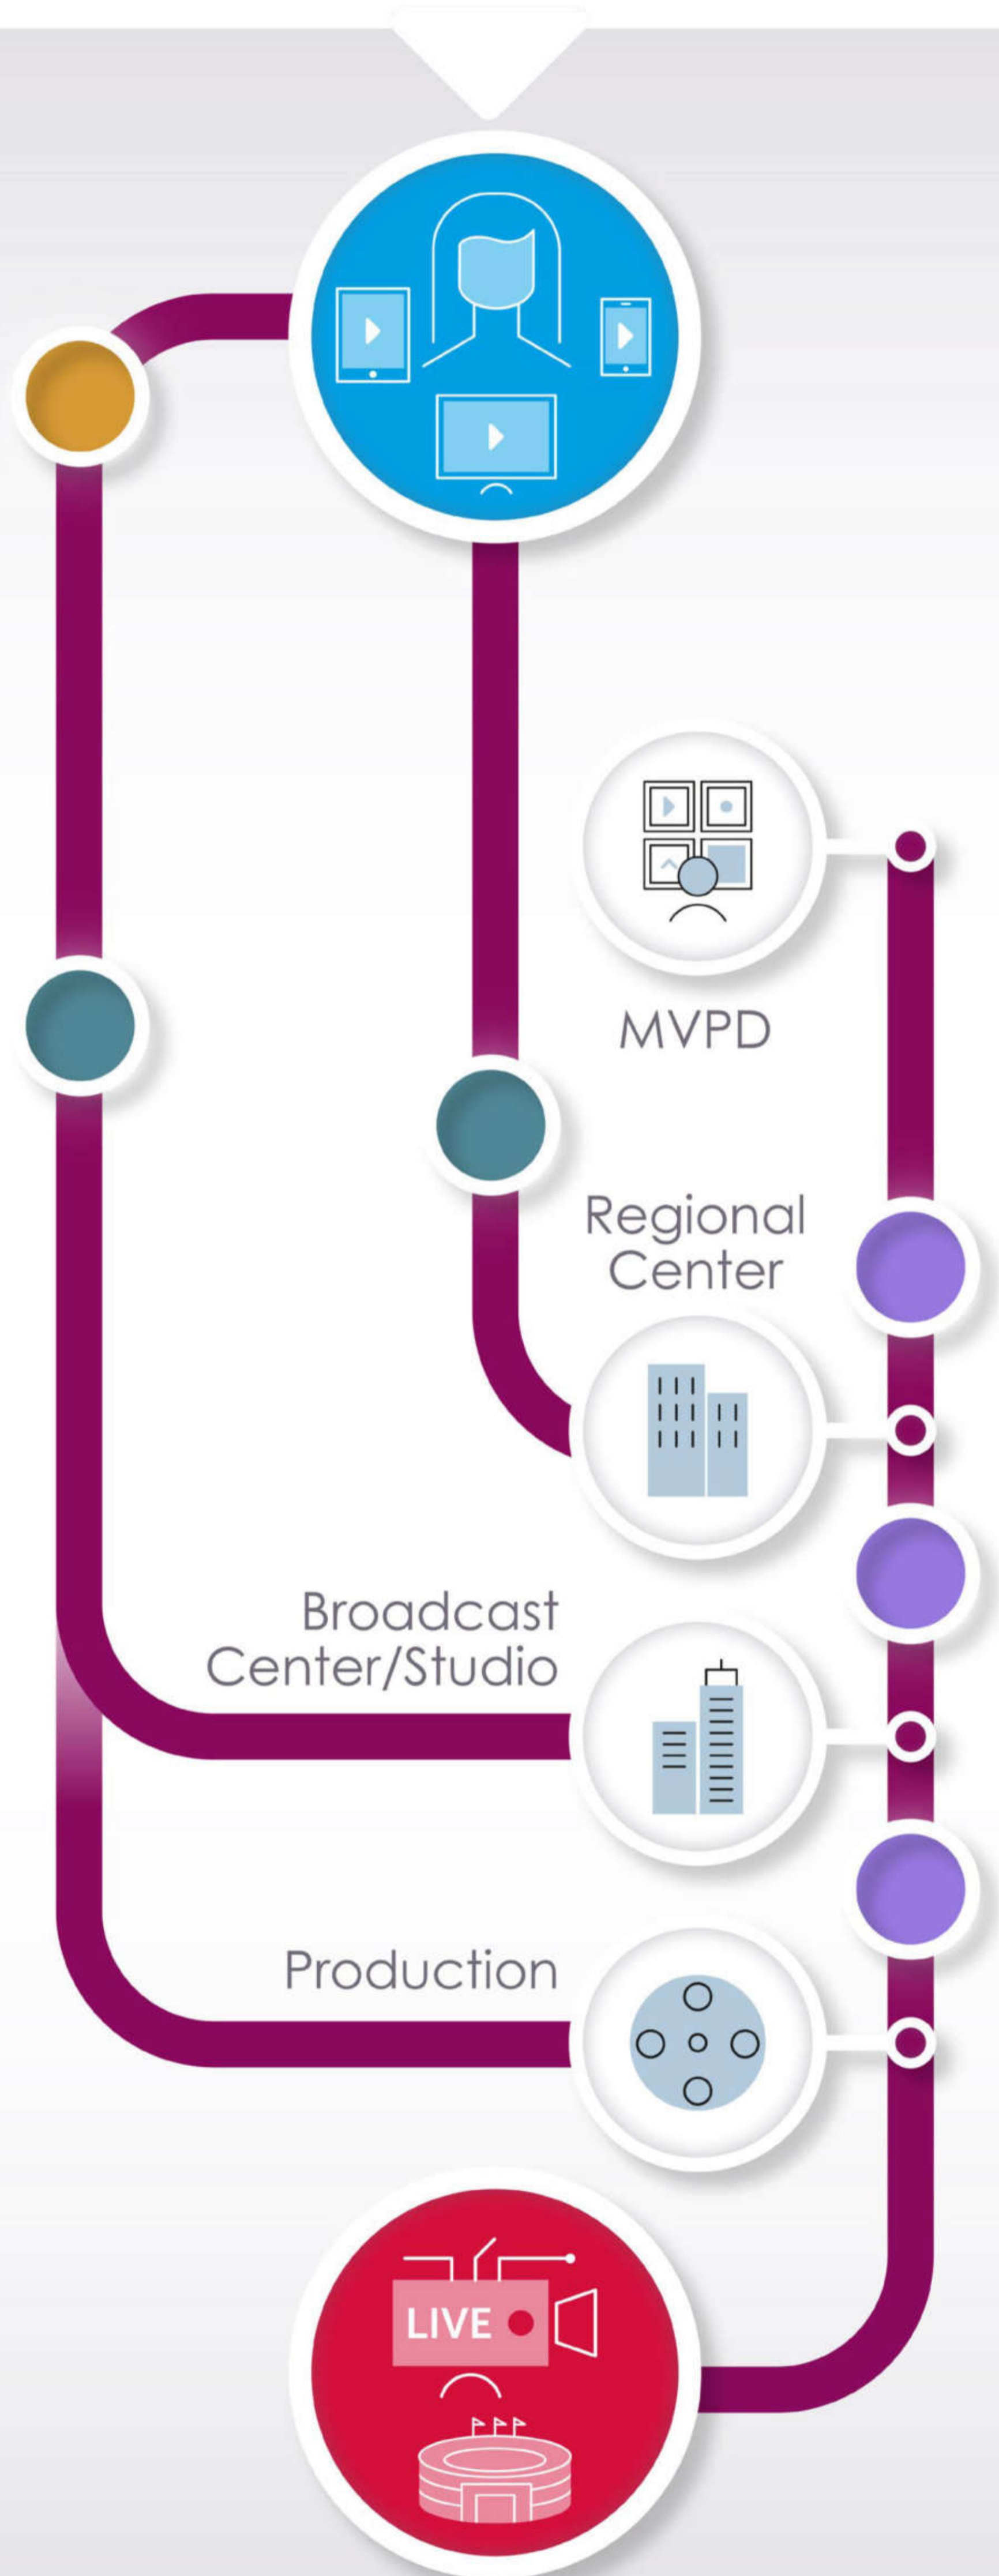 MVPD
Regional
Center
Broadcast
Center/Studio
Production
LIVE